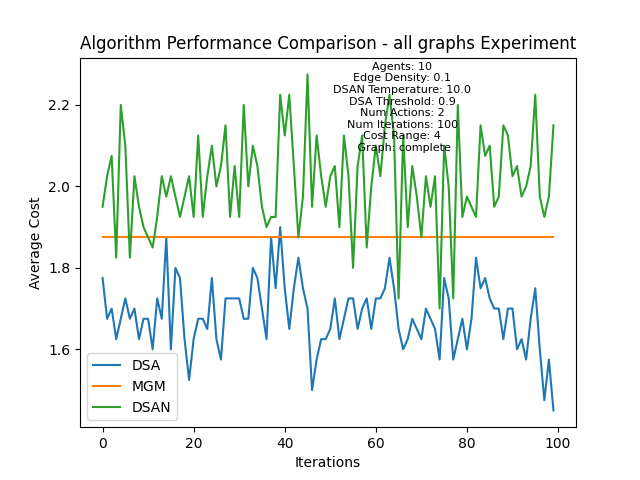 Algorithm Performance Comparison - all graphs Experiment
Agents: 10
Edge Density: 0.1
DSAN Temperature: 10.0
DSA Threshold: 0.9
Num Actions: 2
Num Iterations: 100
Cost Range: 4
Graph: complete
2.2
2.0
1.8
1.6
Average Cost
DSA
MGM
DSAN
0
20
40
60
80
100
Iterations